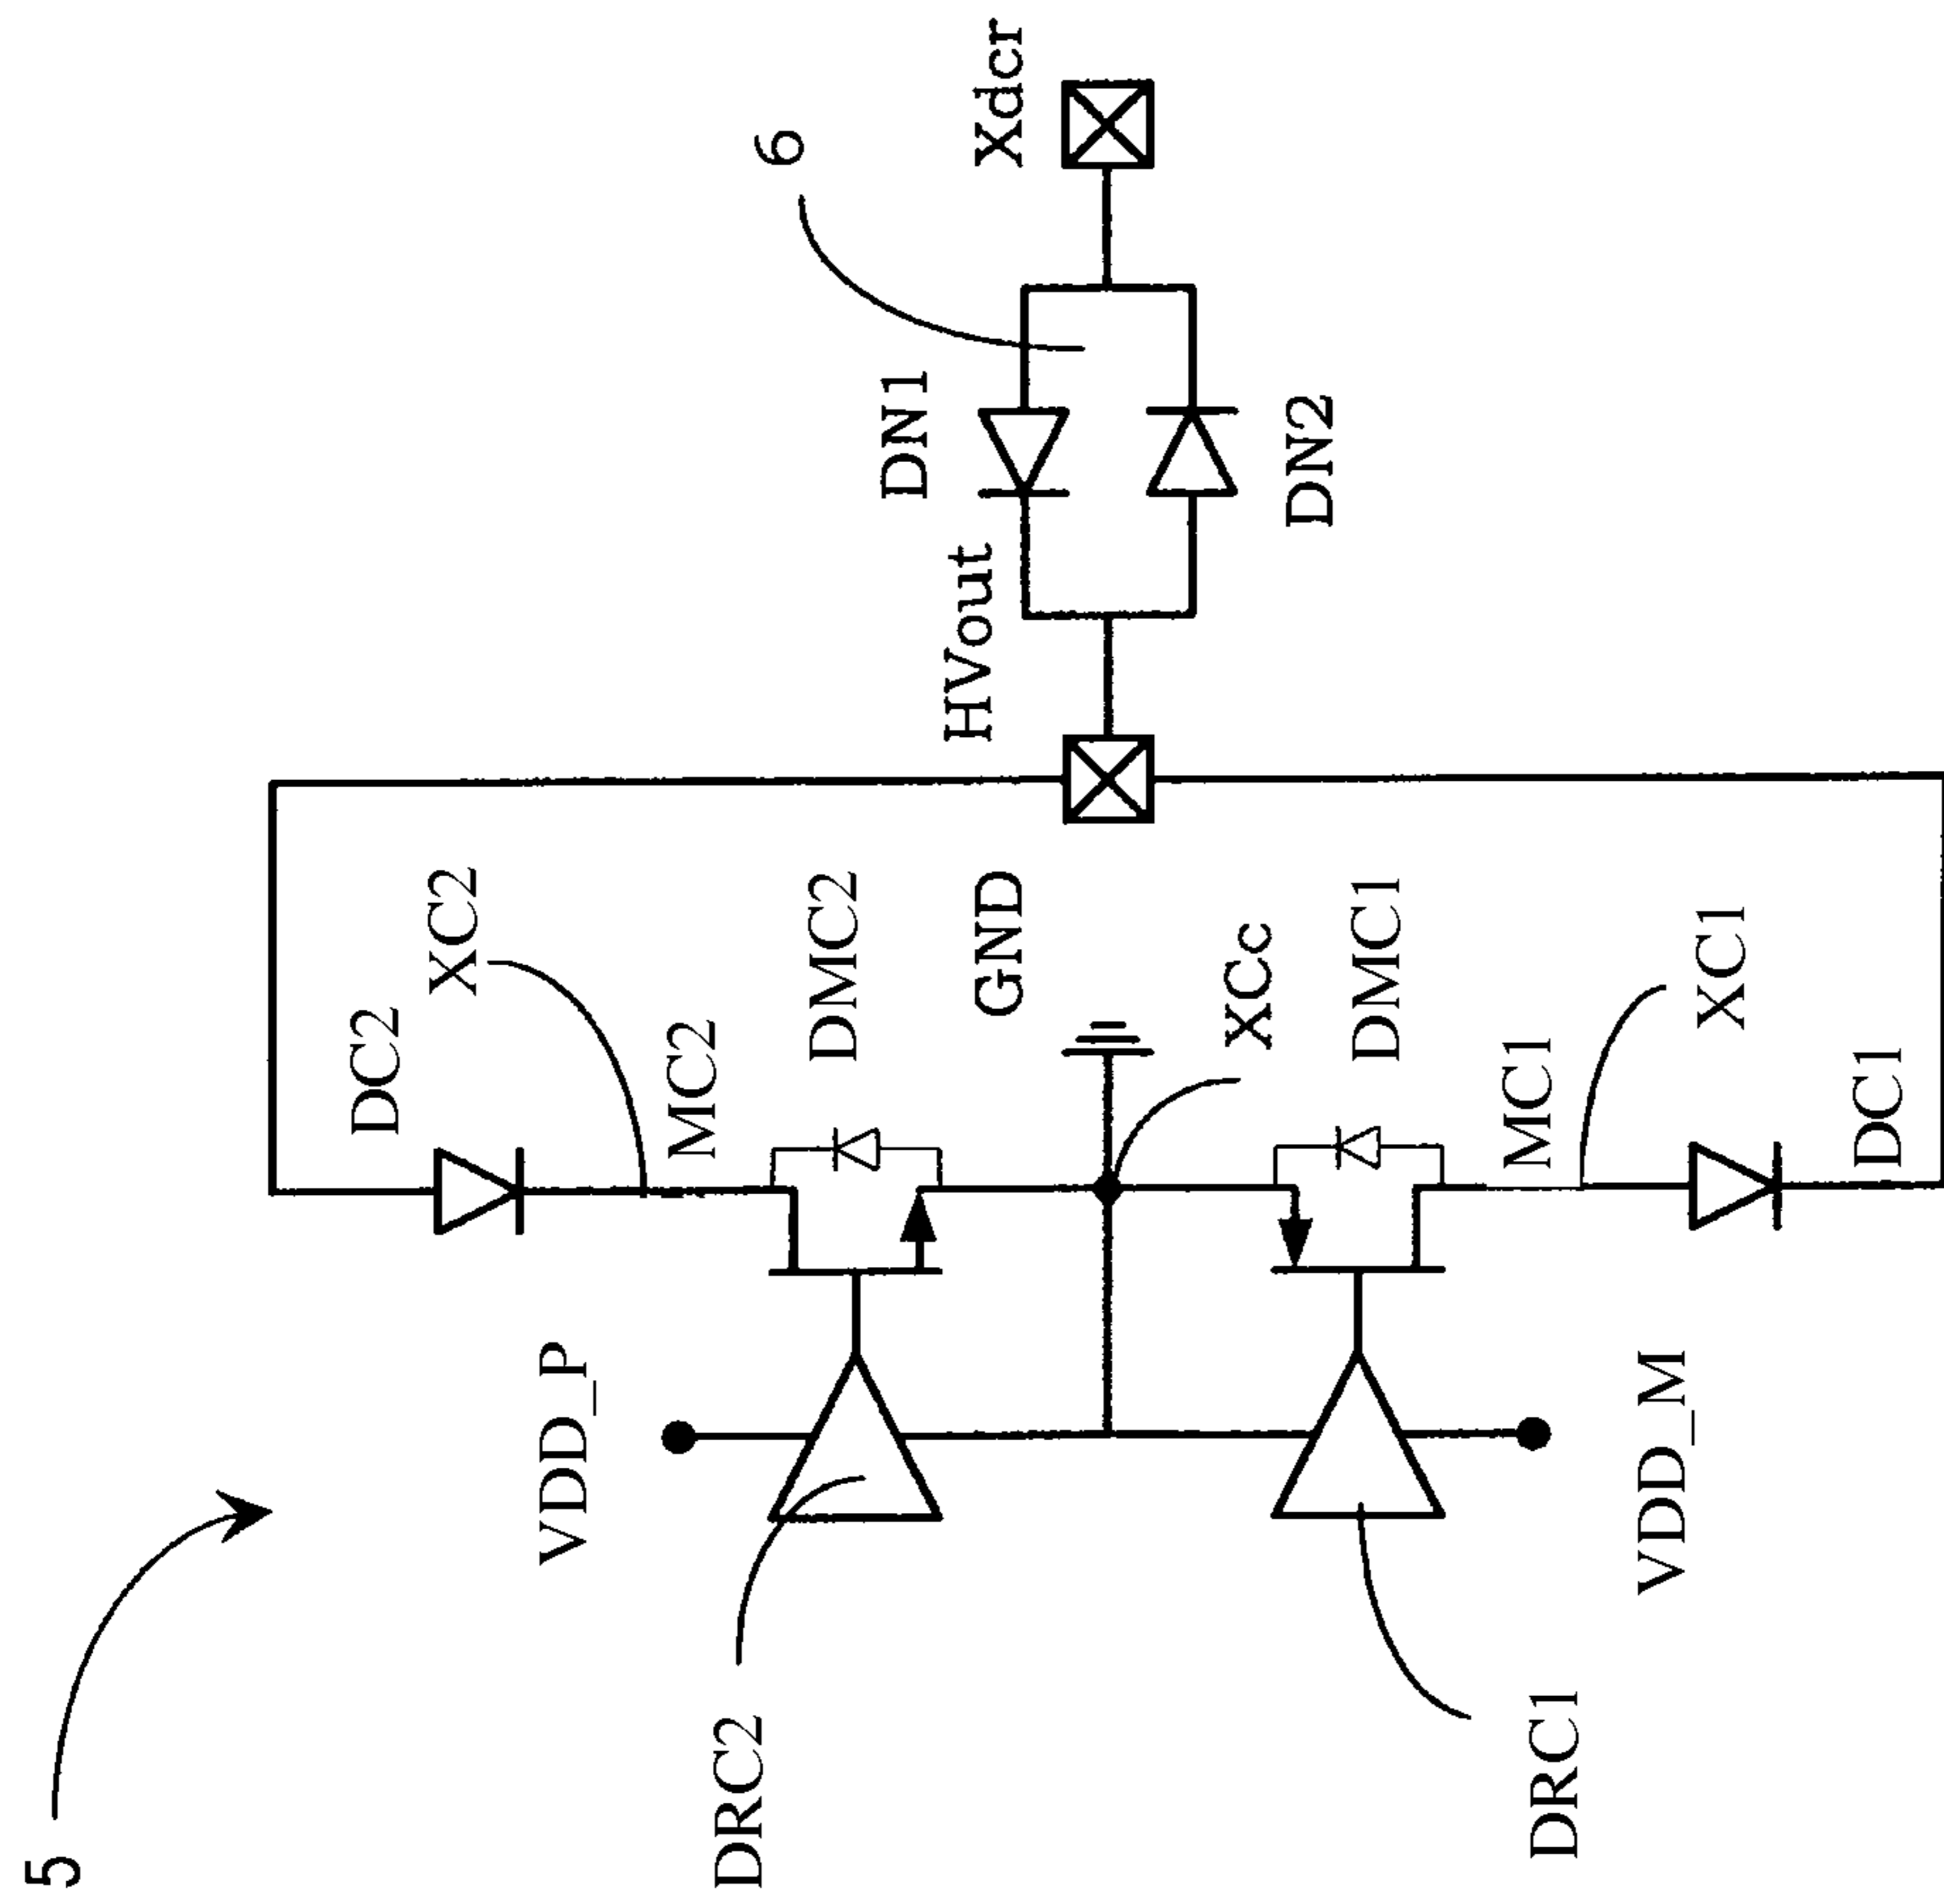 5
6
Xdcr
DN1
DN2
HVout
DC2
XC2
MC2
DMC2
GND
XCc
DMC1
MC1
XC1
DC1
VDD_P
VDD_M
DRC2
DRC1